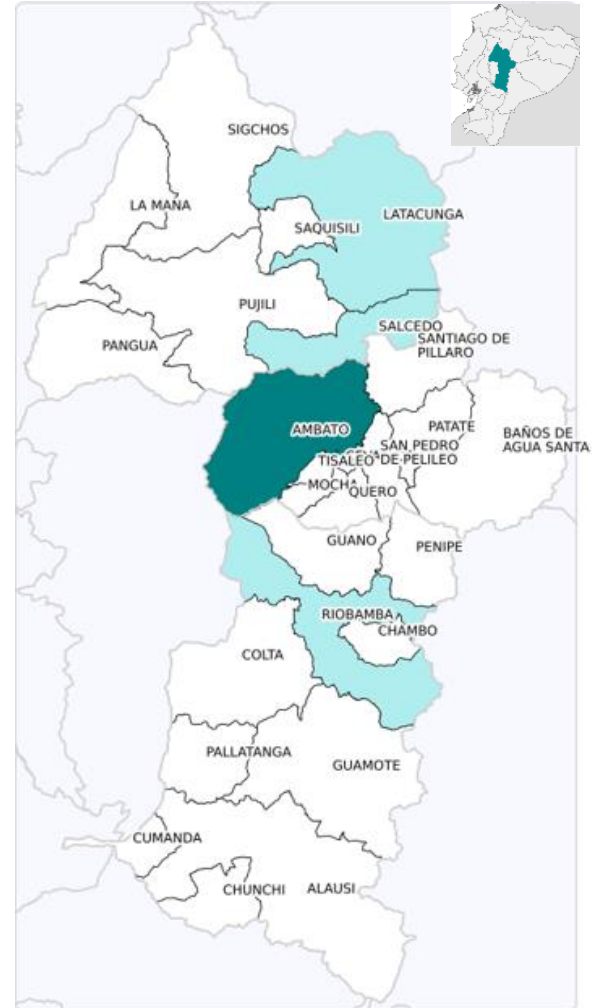 SIGCHOS
LA MANA
LATACUNGA
SAQUISILI
PUJILI
SALCEDO
SANTIAGO DE
PILLARO
PANGUA
AMBATO
PATATE
BAÑOS DE
AGUA SANTA
SAN PEDRO
DE PELILEO
TISALEO
MOCHA
QUERO
GUANO
PENIPE
RIOBAMBA
CHAMBO
COLTA
PALLATANGA
GUAMOTE
CUMANDA
CHUNCHI
ALAUSI